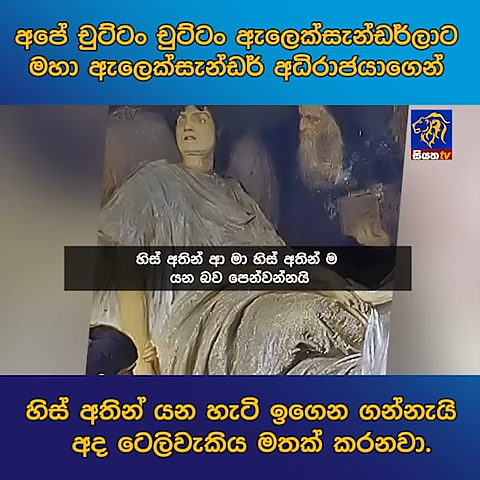 අපේ චුට්ටං චුට්ටං ඇලෙක්සැන්ඩර්ලාට
මහා ඇලෙක්සැන්ඩර් අධිරාජයාගෙන්
සියත tv
හිස් අතින් ආ මා හිස් අතින් ම
යන බව පෙන්වන්නයි
හිස් අතින් යන හැටි ඉගෙන ගන්නැයි
අද ටෙලිවැකිය මතක් කරනවා.